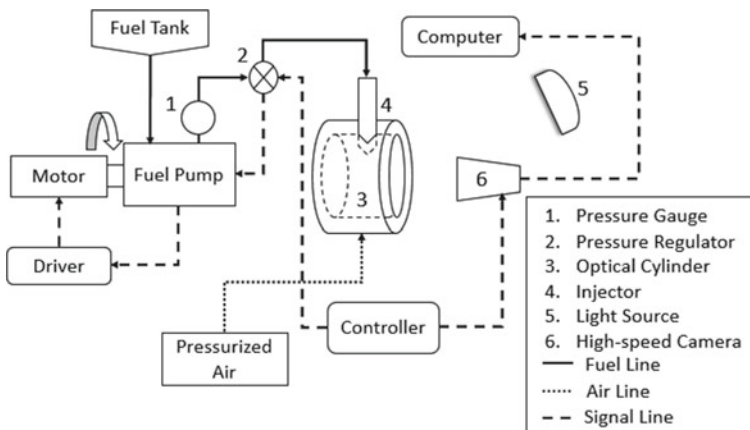 Fuel Tank
Computer
2
1
4
5
Motor
Fuel Pump
3
6
Driver
Controller
Pressurized
Air
1. Pressure Gauge
2. Pressure Regulator
3. Optical Cylinder
4. Injector
5. Light Source
6. High-speed Camera
Fuel Line
Air Line
Signal Line